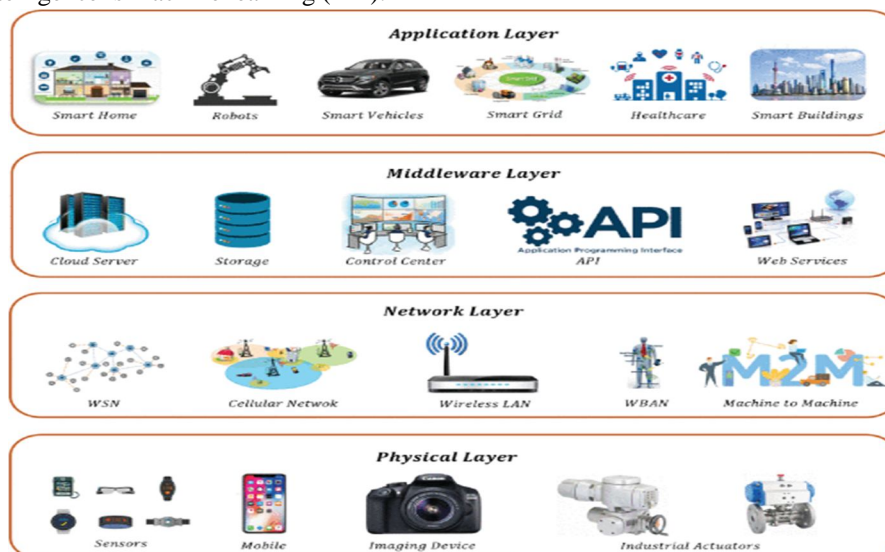 Application Layer
Smart Home Robots Smart Vehicles Smart Grid Healthcare Smart Buildings
Middleware Layer
API
Application Programming Interface
Cloud Server Storage Control Center API Web Services
Network Layer
M2M
WSN Cellular Netwok Wireless LAN WBAN Machine to Machine
Physical Layer
Canon
Sensors Mobile Imaging Device Industrial Actuators